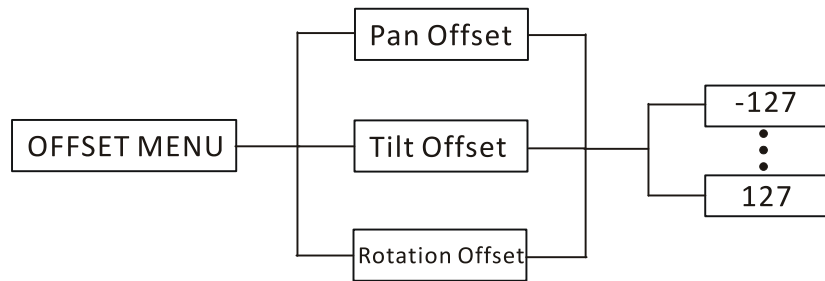 Pan Offset
-127
OFFSET MENU
Tilt Offset
127
Rotation Offset